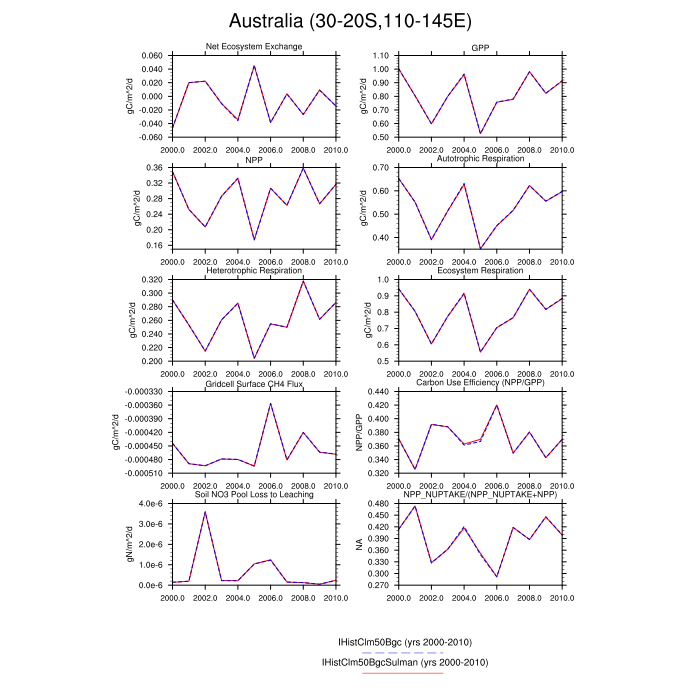 Australia (30-20S,110-145E)
Net Ecosystem Exchange
GPP
gC/m^2/d
0.060
0.040
0.020
0.000
-0.020
-0.040
-0.060
2000.0 2002.0 2004.0 2006.0 2008.0 2010.0
gC/m^2/d
1.10
1.00
0.90
0.80
0.70
0.60
0.50
2000.0 2002.0 2004.0 2006.0 2008.0 2010.0
NPP
Autotrophic Respiration
gC/m^2/d
0.36
0.32
0.28
0.24
0.20
0.16
2000.0 2002.0 2004.0 2006.0 2008.0 2010.0
gC/m^2/d
0.70
0.60
0.50
0.40
2000.0 2002.0 2004.0 2006.0 2008.0 2010.0
Heterotrophic Respiration
Ecosystem Respiration
gC/m^2/d
0.320
0.300
0.280
0.260
0.240
0.220
0.200
2000.0 2002.0 2004.0 2006.0 2008.0 2010.0
gC/m^2/d
1.0
0.9
0.8
0.7
0.6
0.5
2000.0 2002.0 2004.0 2006.0 2008.0 2010.0
Gridcell Surface CH4 Flux
Carbon Use Efficiency (NPP/GPP)
gC/m^2/d
-0.000330
-0.000360
-0.000390
-0.000420
-0.000450
-0.000480
-0.000510
2000.0 2002.0 2004.0 2006.0 2008.0 2010.0
NPP/GPP
0.440
0.420
0.400
0.380
0.360
0.340
0.320
2000.0 2002.0 2004.0 2006.0 2008.0 2010.0
Soil NO3 Pool Loss to Leaching
NPP_NUPTAKE/(NPP_NUPTAKE+NPP)
gN/m^2/d
4.0e-6
3.0e-6
2.0e-6
1.0e-6
0.0e-6
2000.0 2002.0 2004.0 2006.0 2008.0 2010.0
NA
0.480
0.450
0.420
0.390
0.360
0.330
0.300
0.270
2000.0 2002.0 2004.0 2006.0 2008.0 2010.0
IHistClm50Bgc (yrs 2000-2010)
IHistClm50BgcSulman (yrs 2000-2010)